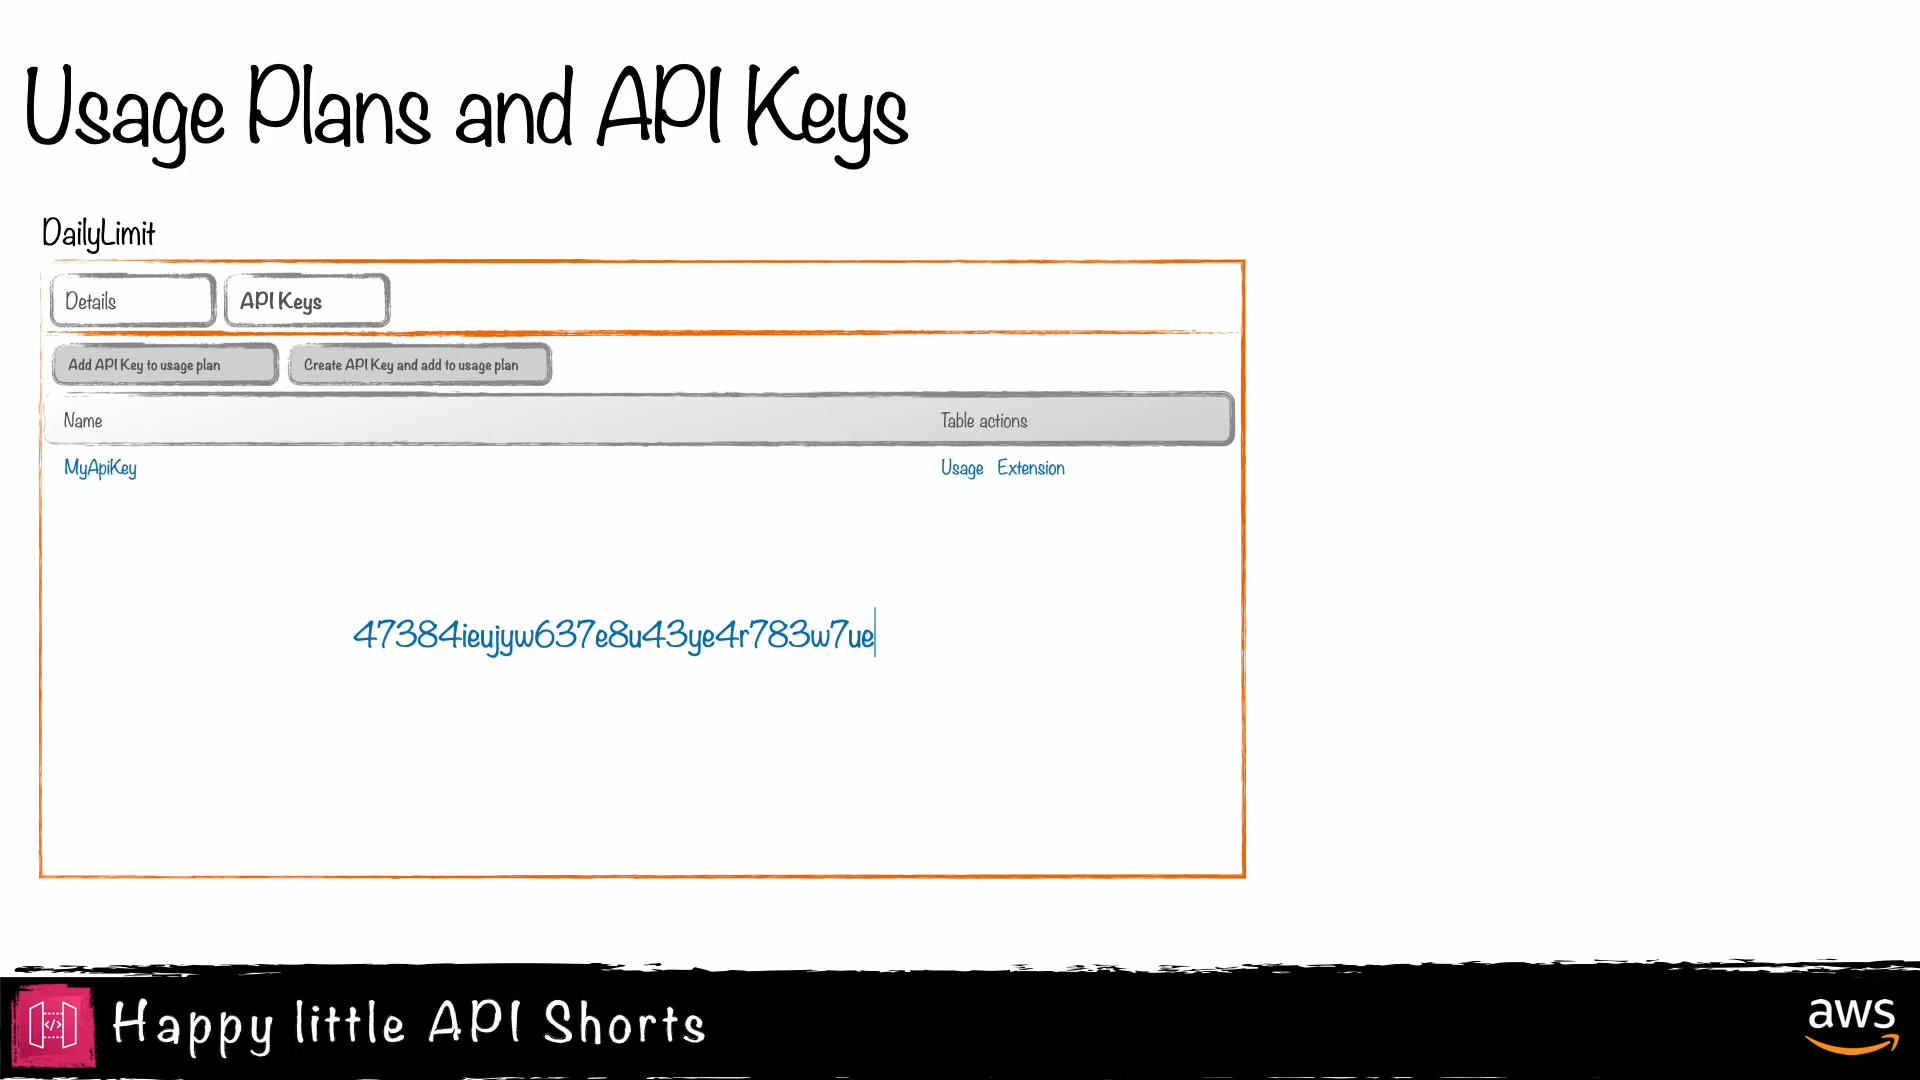 Usage Plans and API Keys
DailyLimit
Details API Keys
Add API Key to usage plan Create API Key and add to usage plan
Name Table actions
MyApiKey Usage Extension
47384ieujyw637e8u43ye4r783w7ue
</>
Happy little API Shorts
aws